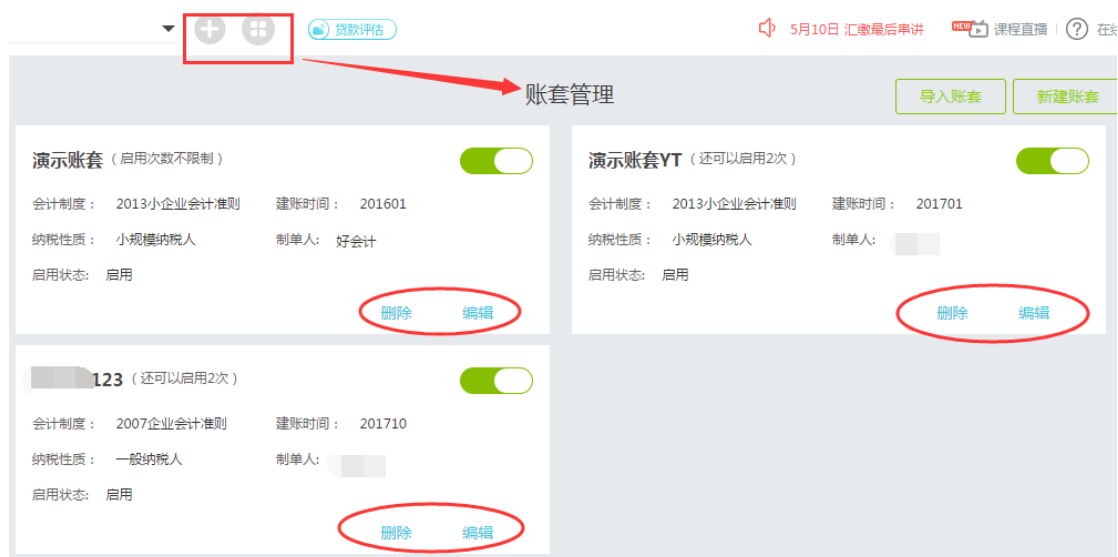 贷款评估
5月10日 汇缴最后串讲
NEW 课程直播
? 在线
账套管理
导入账套
新建账套
演示账套（启用次数不限制）
会计制度： 2013小企业会计准则 建账时间： 201601
纳税性质： 小规模纳税人 制单人: 好会计
启用状态: 启用
删除 编辑
演示账套YT（还可以启用2次）
会计制度： 2013小企业会计准则 建账时间： 201701
纳税性质： 小规模纳税人 制单人:
启用状态: 启用
删除 编辑
123（还可以启用2次）
会计制度： 2007企业会计准则 建账时间： 201710
纳税性质： 一般纳税人 制单人:
启用状态: 启用
删除 编辑